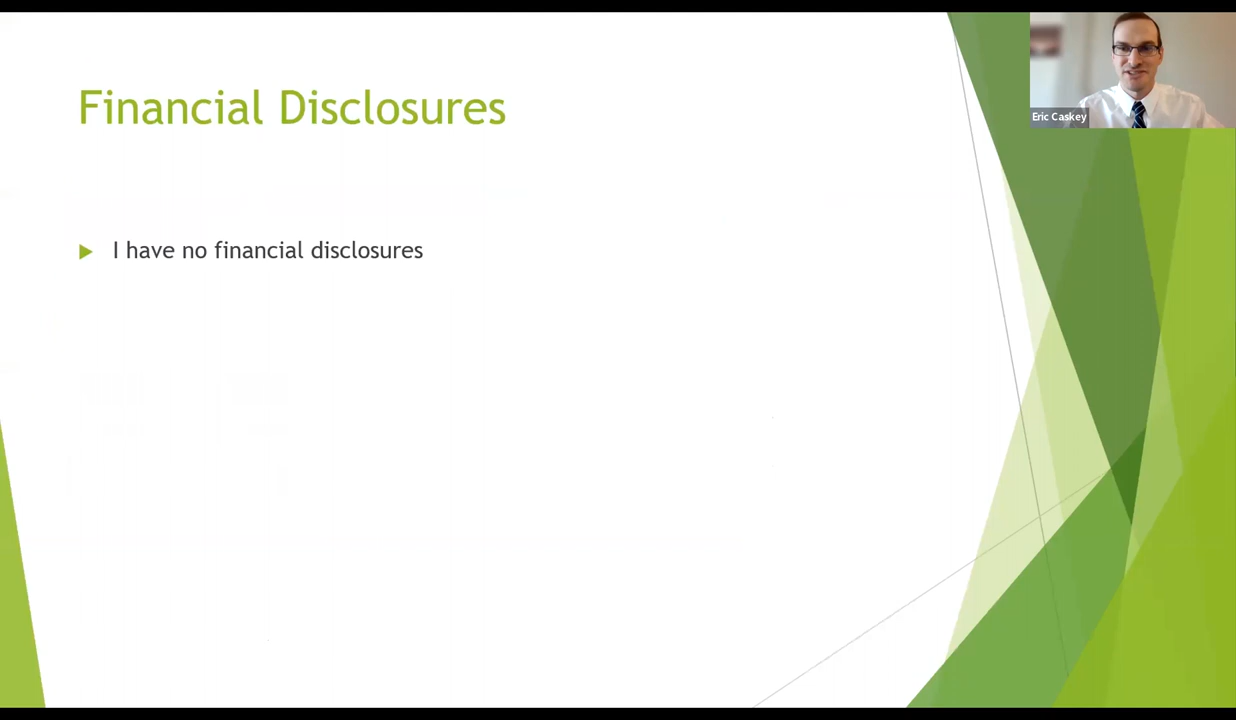 Financial Disclosures
Eric Caskey
I have no financial disclosures